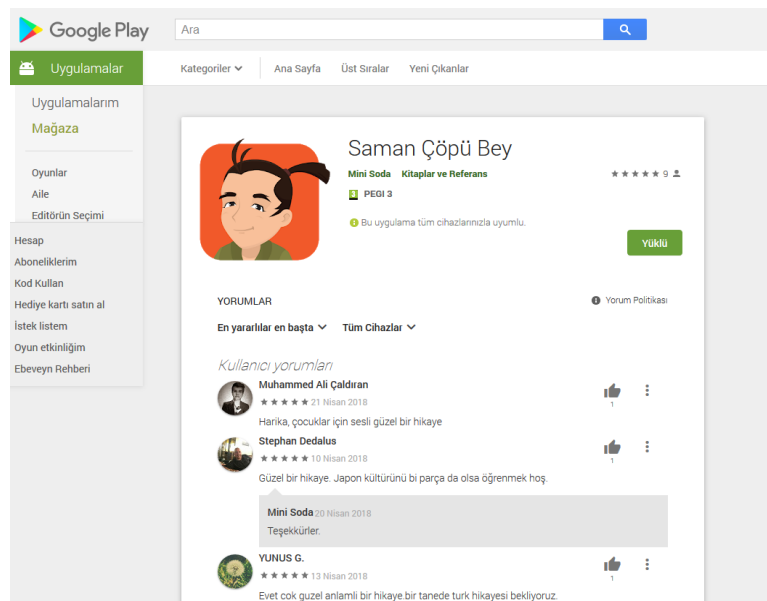 Google Play
Ara
Uygulamalar
Kategoriler
Ana Sayfa
Üst Sıralar
Yeni Çıkanlar
Uygulamalarım
Mağaza
Oyunlar
Aile
Editörün Seçimi
Hesap
Aboneliklerim
Kod Kullan
Hediye kartı satın al
İstek listem
Oyun etkinliğim
Ebeveyn Rehberi
Saman Çöpü Bey
Mini Soda Kitaplar ve Referans
★★★★★ 9
3 PEGI 3
Bu uygulama tüm cihazlarınızla uyumlu.
Yüklü
YORUMLAR
Yorum Politikası
En yararlılar en başta Tüm Cihazlar
Kullanıcı yorumları
Muhammed Ali Çaldıran
★★★★★ 21 Nisan 2018
1
Harika, çocuklar için sesli güzel bir hikaye
Stephan Dedalus
★★★★★ 10 Nisan 2018
1
Güzel bir hikaye. Japon kültürünü bi parça da olsa öğrenmek hoş.
Mini Soda 20 Nisan 2018
Teşekkürler.
YUNUS G.
★★★★★ 13 Nisan 2018
1
Evet cok guzel anlamli bir hikaye.bir tanede turk hikayesi bekliyoruz.